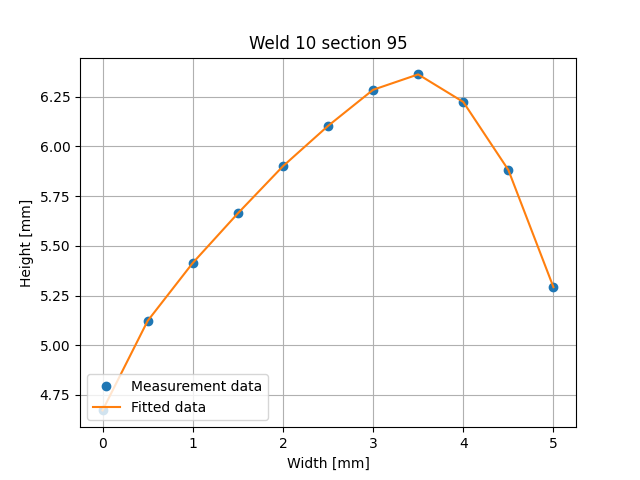 Weld 10 section 95
Height [mm]
6.25
6.00
5.75
5.50
5.25
5.00
4.75
Measurement data
Fitted data
0 1 2 3 4 5
Width [mm]